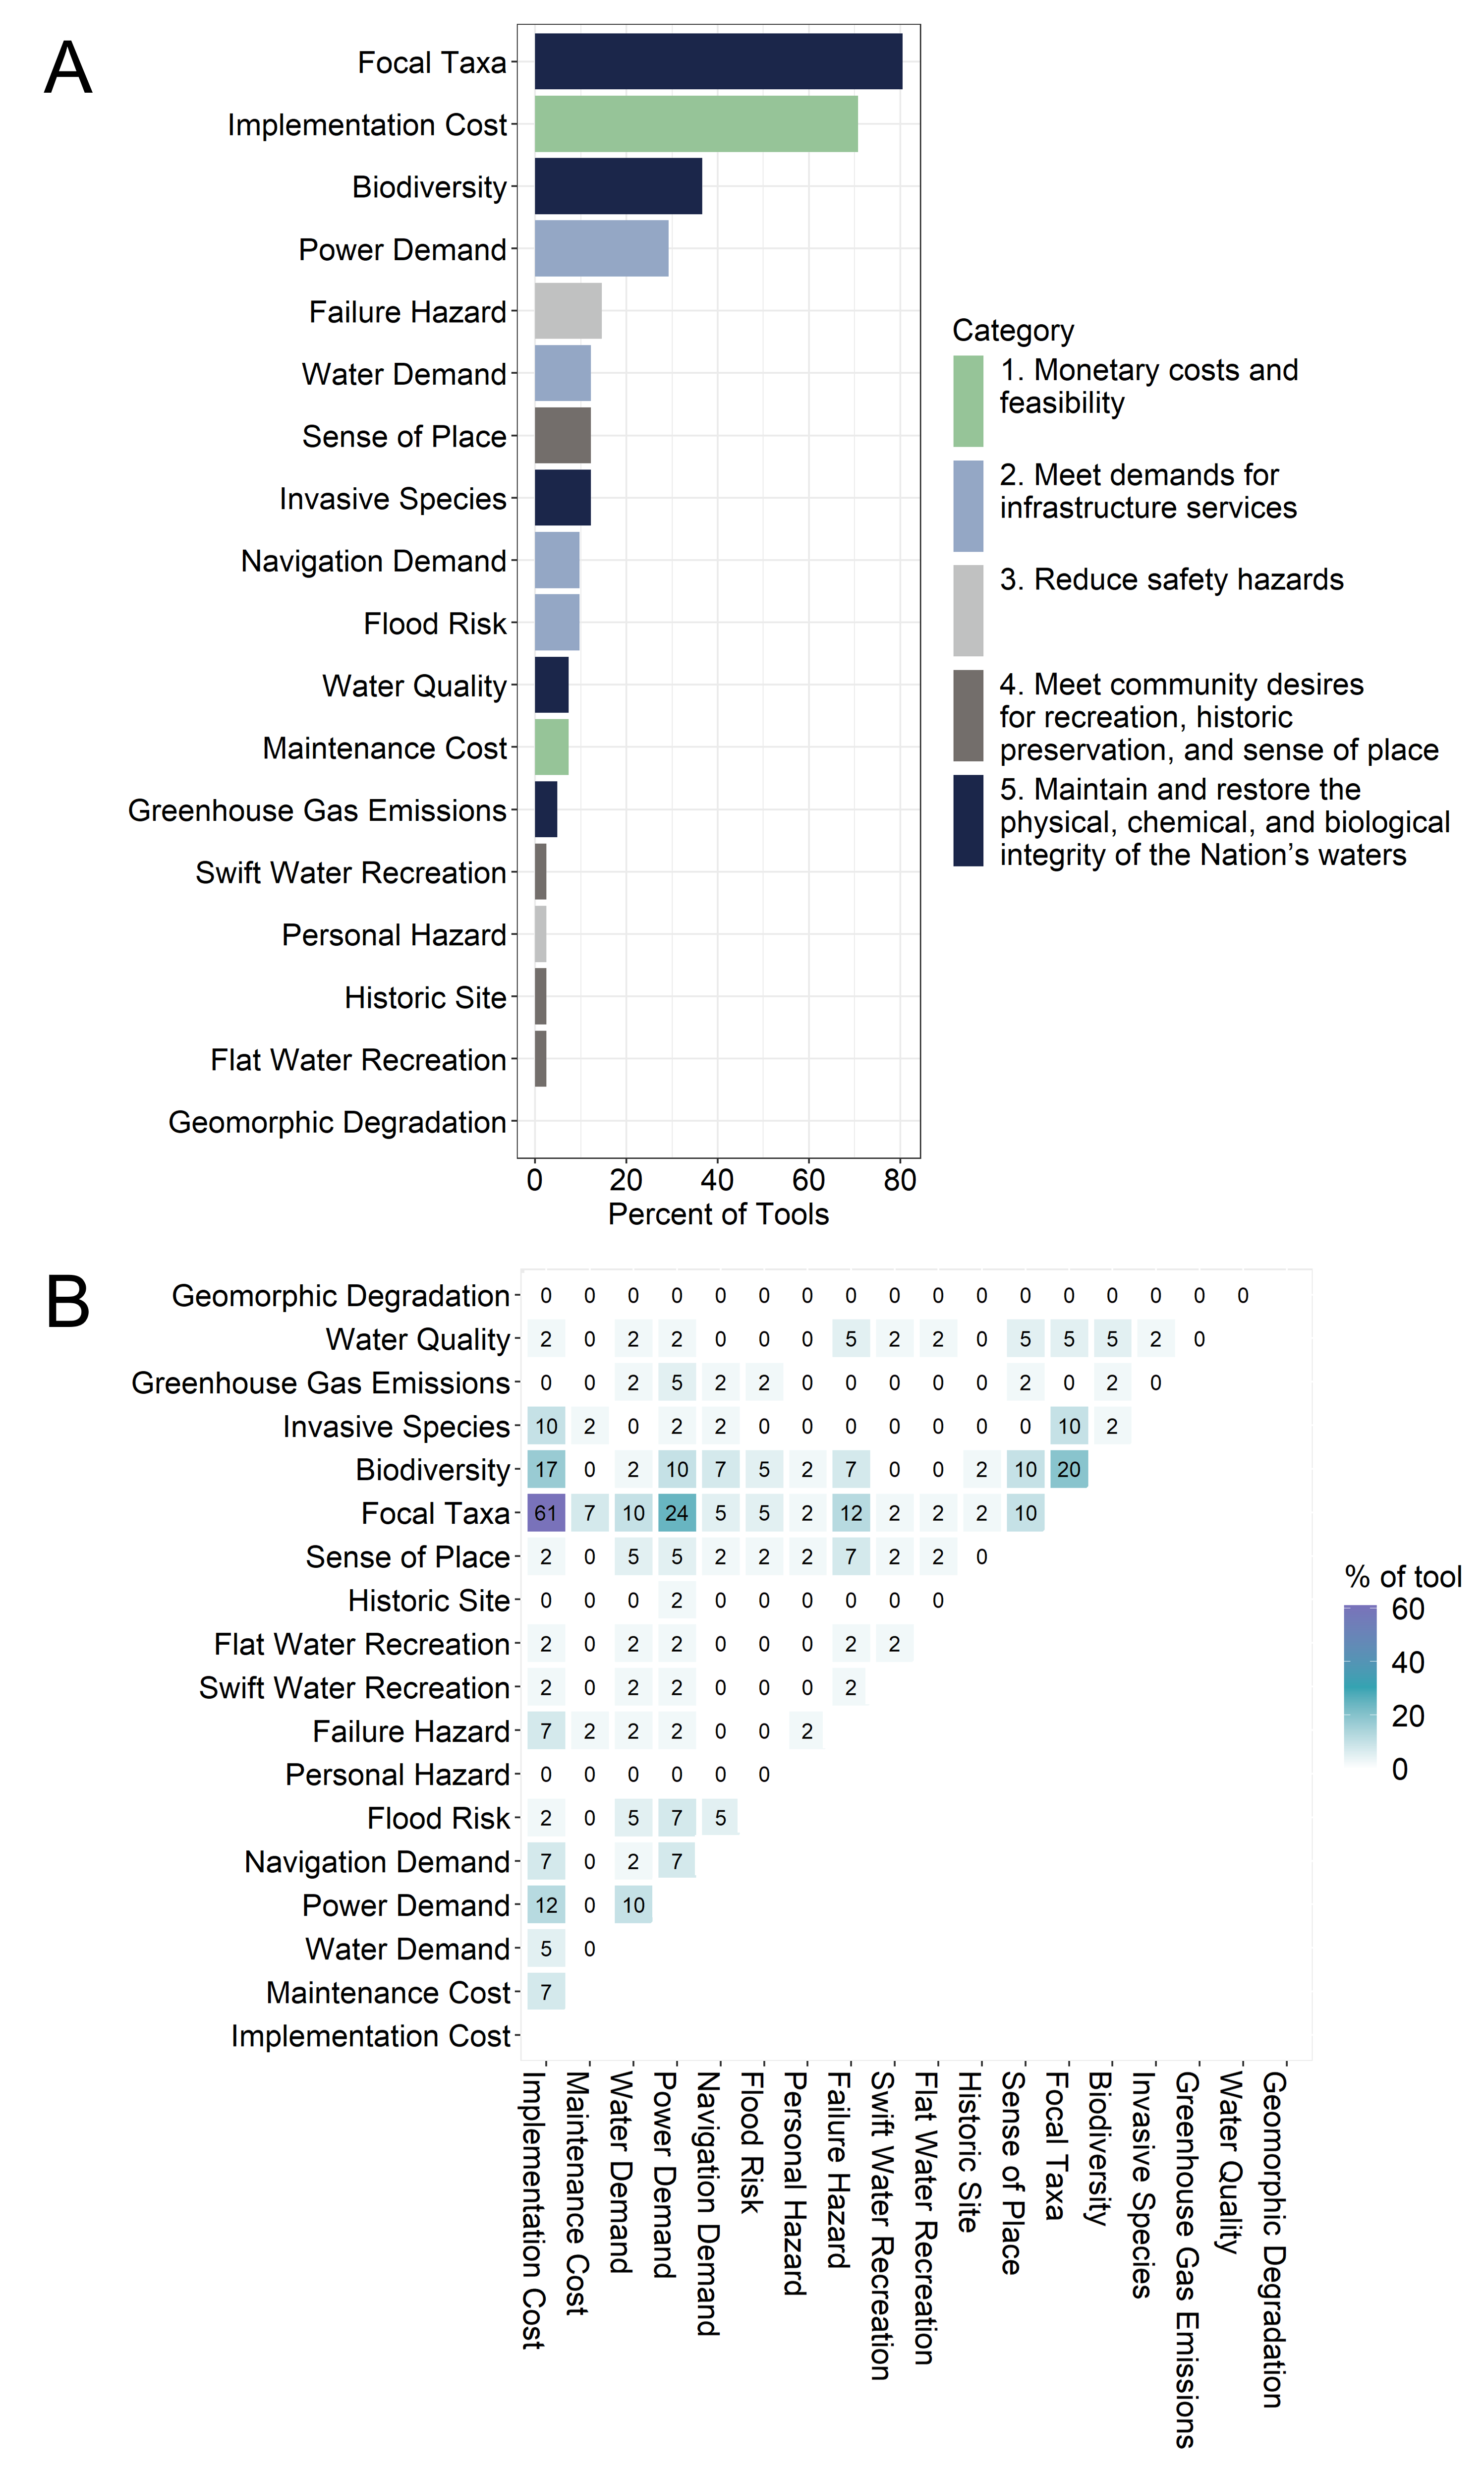 A
Focal Taxa
Implementation Cost
Biodiversity
Power Demand
Failure Hazard
Water Demand
Sense of Place
Invasive Species
Navigation Demand
Flood Risk
Water Quality
Maintenance Cost
Greenhouse Gas Emissions
Swift Water Recreation
Personal Hazard
Historic Site
Flat Water Recreation
Geomorphic Degradation
0 20 40 60 80
Percent of Tools
Category
1. Monetary costs and
feasibility
2. Meet demands for
infrastructure services
3. Reduce safety hazards
4. Meet community desires
for recreation, historic
preservation, and sense of place
5. Maintain and restore the
physical, chemical, and biological
integrity of the Nation’s waters
B
Geomorphic Degradation 0 0 0 0 0 0 0 0 0 0 0 0 0 0 0 0 0
Water Quality 2 0 2 2 0 0 0 5 2 2 0 5 5 5 2 0
Greenhouse Gas Emissions 0 0 2 5 2 2 0 0 0 0 0 2 0 2 0
Invasive Species 10 2 0 2 2 0 0 0 0 0 0 0 10 2
Biodiversity 17 0 2 10 7 5 2 7 0 0 2 10 20
Focal Taxa 61 7 10 24 5 5 2 12 2 2 2 10
Sense of Place 2 0 5 5 2 2 2 7 2 2 0
Historic Site 0 0 0 2 0 0 0 0 0 0
Flat Water Recreation 2 0 2 2 0 0 0 2 2
Swift Water Recreation 2 0 2 2 0 0 0 2
Failure Hazard 7 2 2 2 0 0 2
Personal Hazard 0 0 0 0 0 0
Flood Risk 2 0 5 7 5
Navigation Demand 7 0 2 7
Power Demand 12 0 10
Water Demand 5 0
Maintenance Cost 7
Implementation Cost
Implementation Cost
Maintenance Cost
Water Demand
Power Demand
Navigation Demand
Flood Risk
Personal Hazard
Failure Hazard
Swift Water Recreation
Flat Water Recreation
Historic Site
Sense of Place
Focal Taxa
Biodiversity
Invasive Species
Greenhouse Gas Emissions
Water Quality
Geomorphic Degradation
% of tool
60
40
20
0